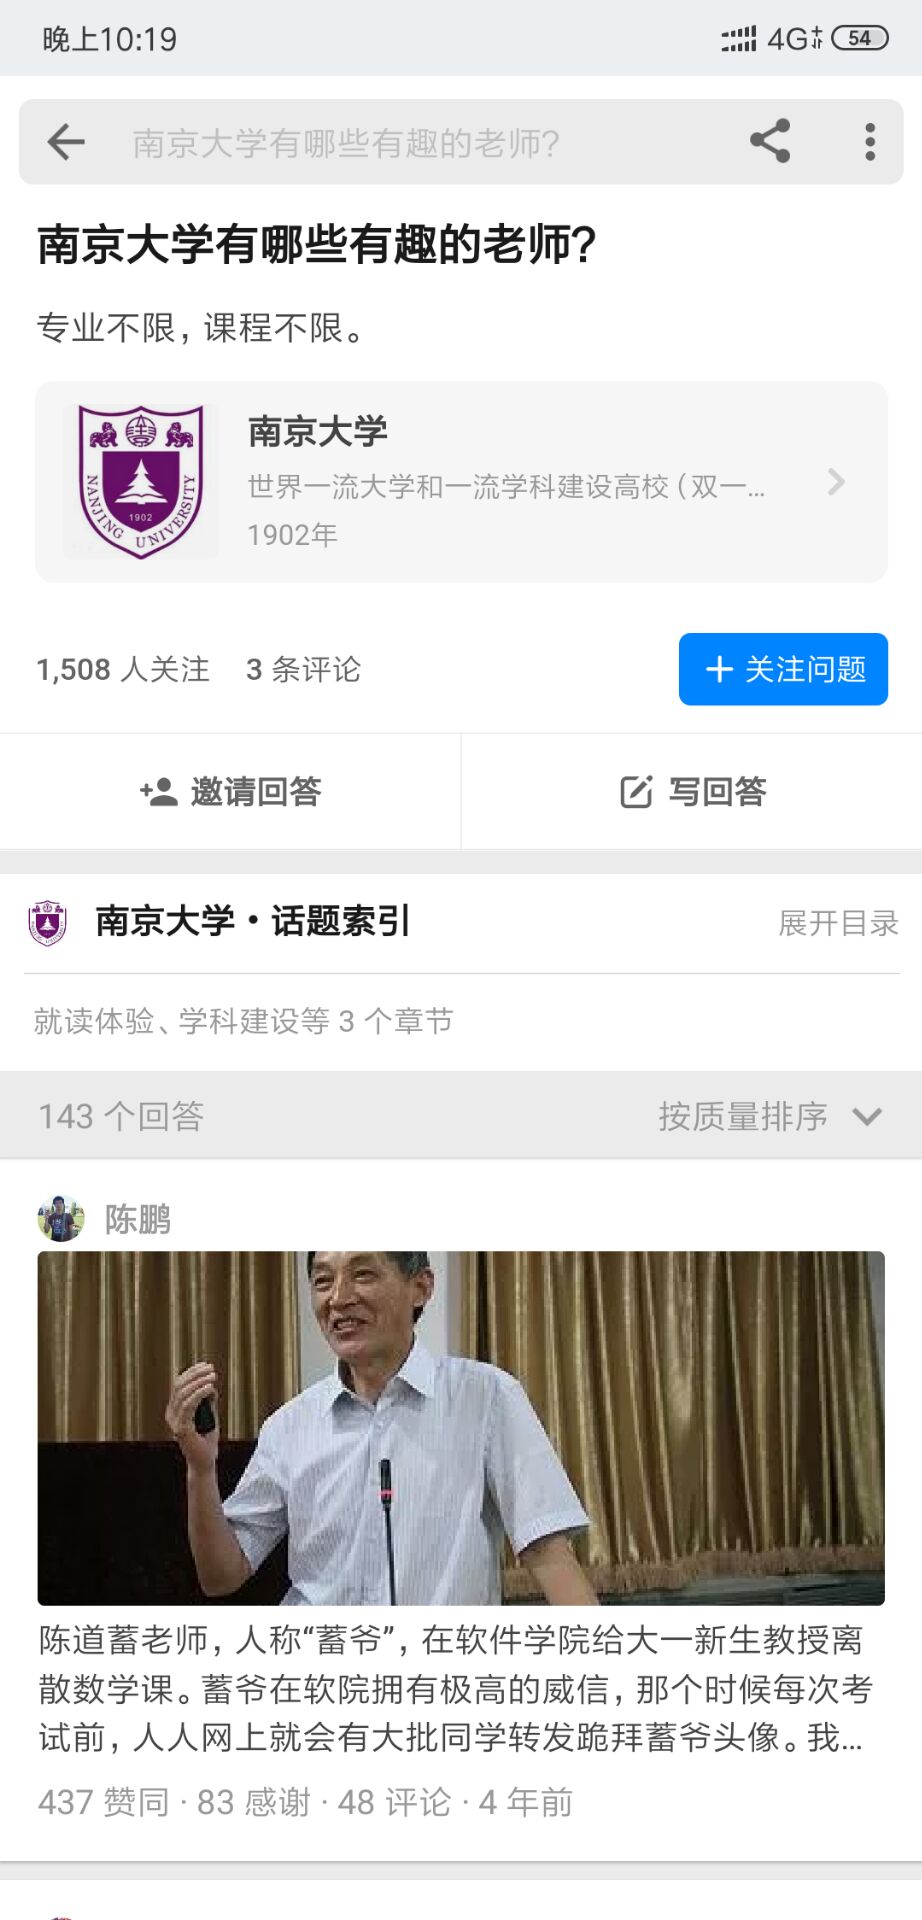 晚上10:19
4G
54
南京大学有哪些有趣的老师?
南京大学有哪些有趣的老师?
专业不限，课程不限。
南京大学
世界一流大学和一流学科建设高校（双一...
1902年
1902
NANJING UNIVERSITY
1,508 人关注 3 条评论
关注问题
邀请回答
写回答
南京大学·话题索引
展开目录
就读体验、学科建设等 3 个章节
143 个回答
按质量排序
陈鹏
陈道蓄老师，人称“蓄爷”，在软件学院给大一新生教授离
散数学课。蓄爷在软院拥有极高的威信，那个时候每次考
试前，人人网上就会有大批同学转发跪拜蓄爷头像。我...
437 赞同 · 83 感谢 · 48 评论 · 4 年前